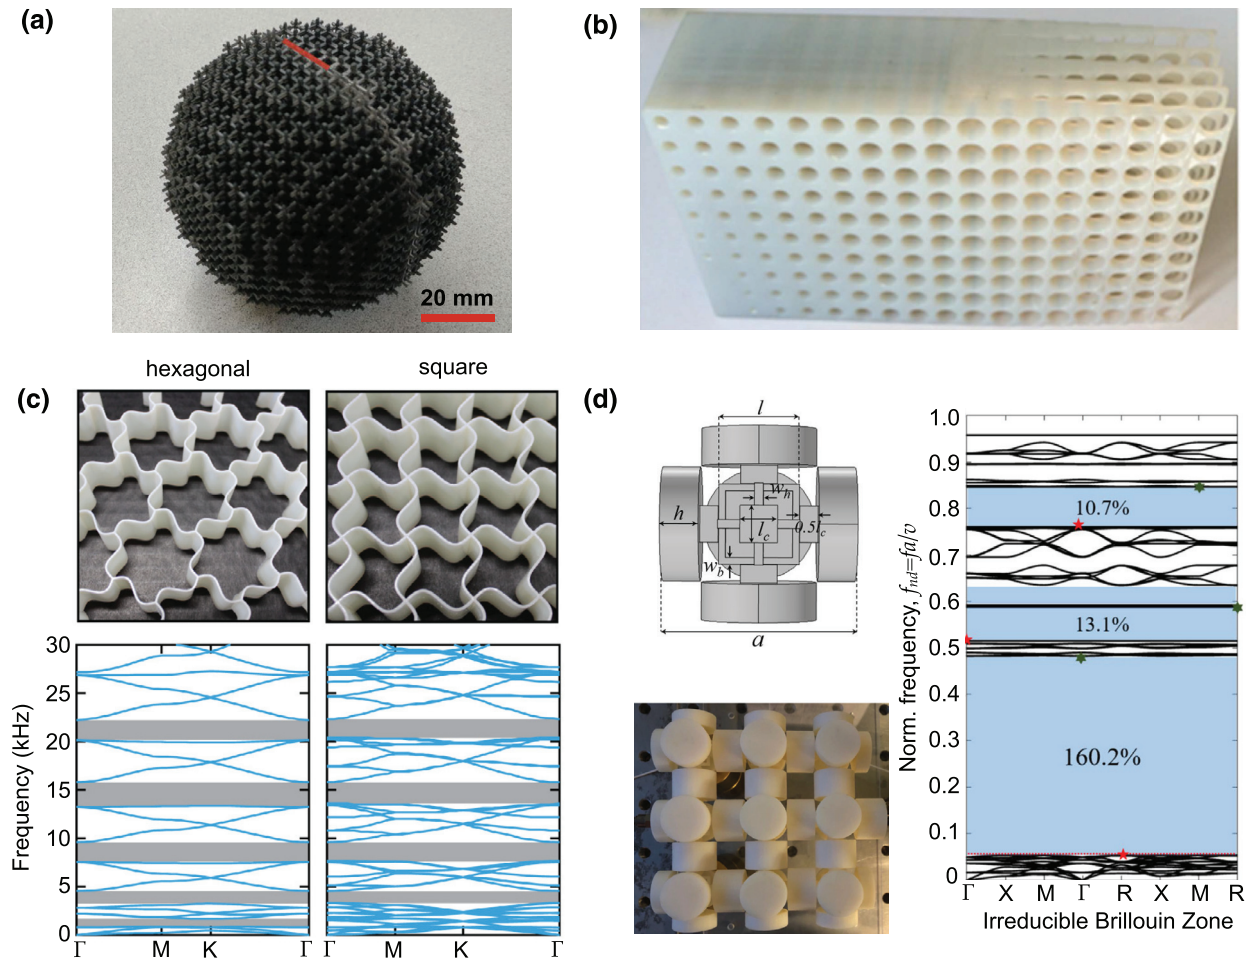 (a)
20 mm
(b)
(c)
hexagonal
square
Frequency (kHz)
30
25
20
15
10
5
0
Γ M K Γ
Γ M K Γ
(d)
l
w_h
h
0.5l_c
l_c
w_b
a
Norm. frequency, f_nd=fa/v
1.0
0.9
0.8
0.7
0.6
0.5
0.4
0.3
0.2
0.1
0
10.7%
13.1%
160.2%
Γ X M Γ R X M R
Irreducible Brillouin Zone